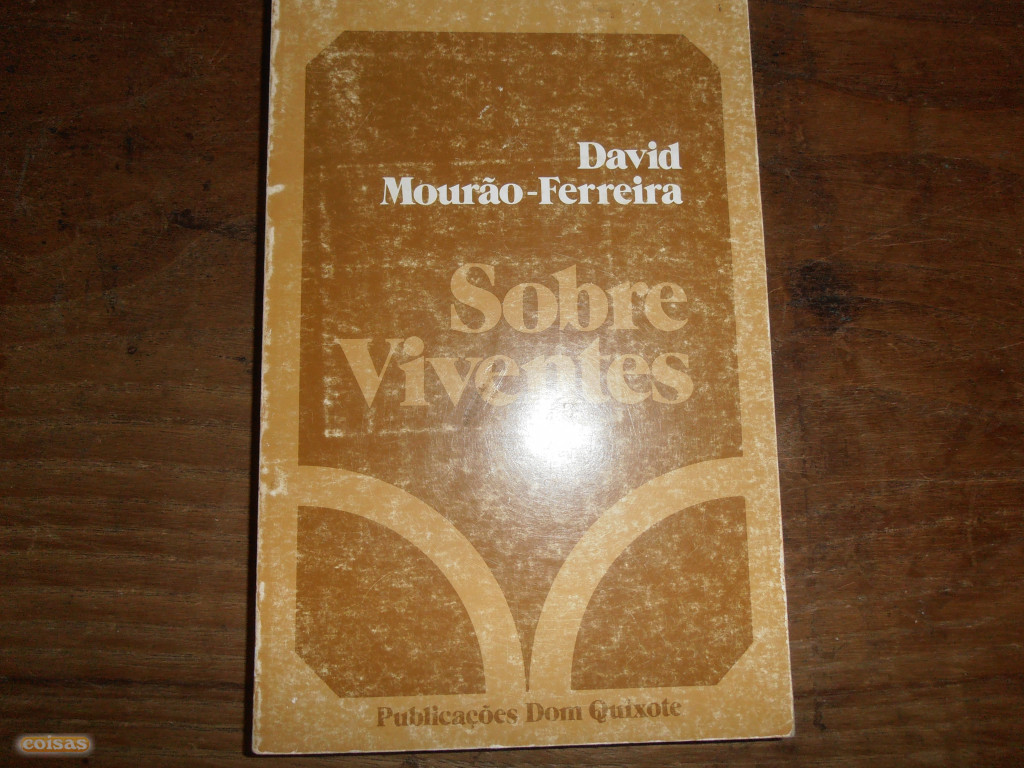 David
Mourão-Ferreira
Sobre
Viventes
Publicações Dom Quixote
coisas